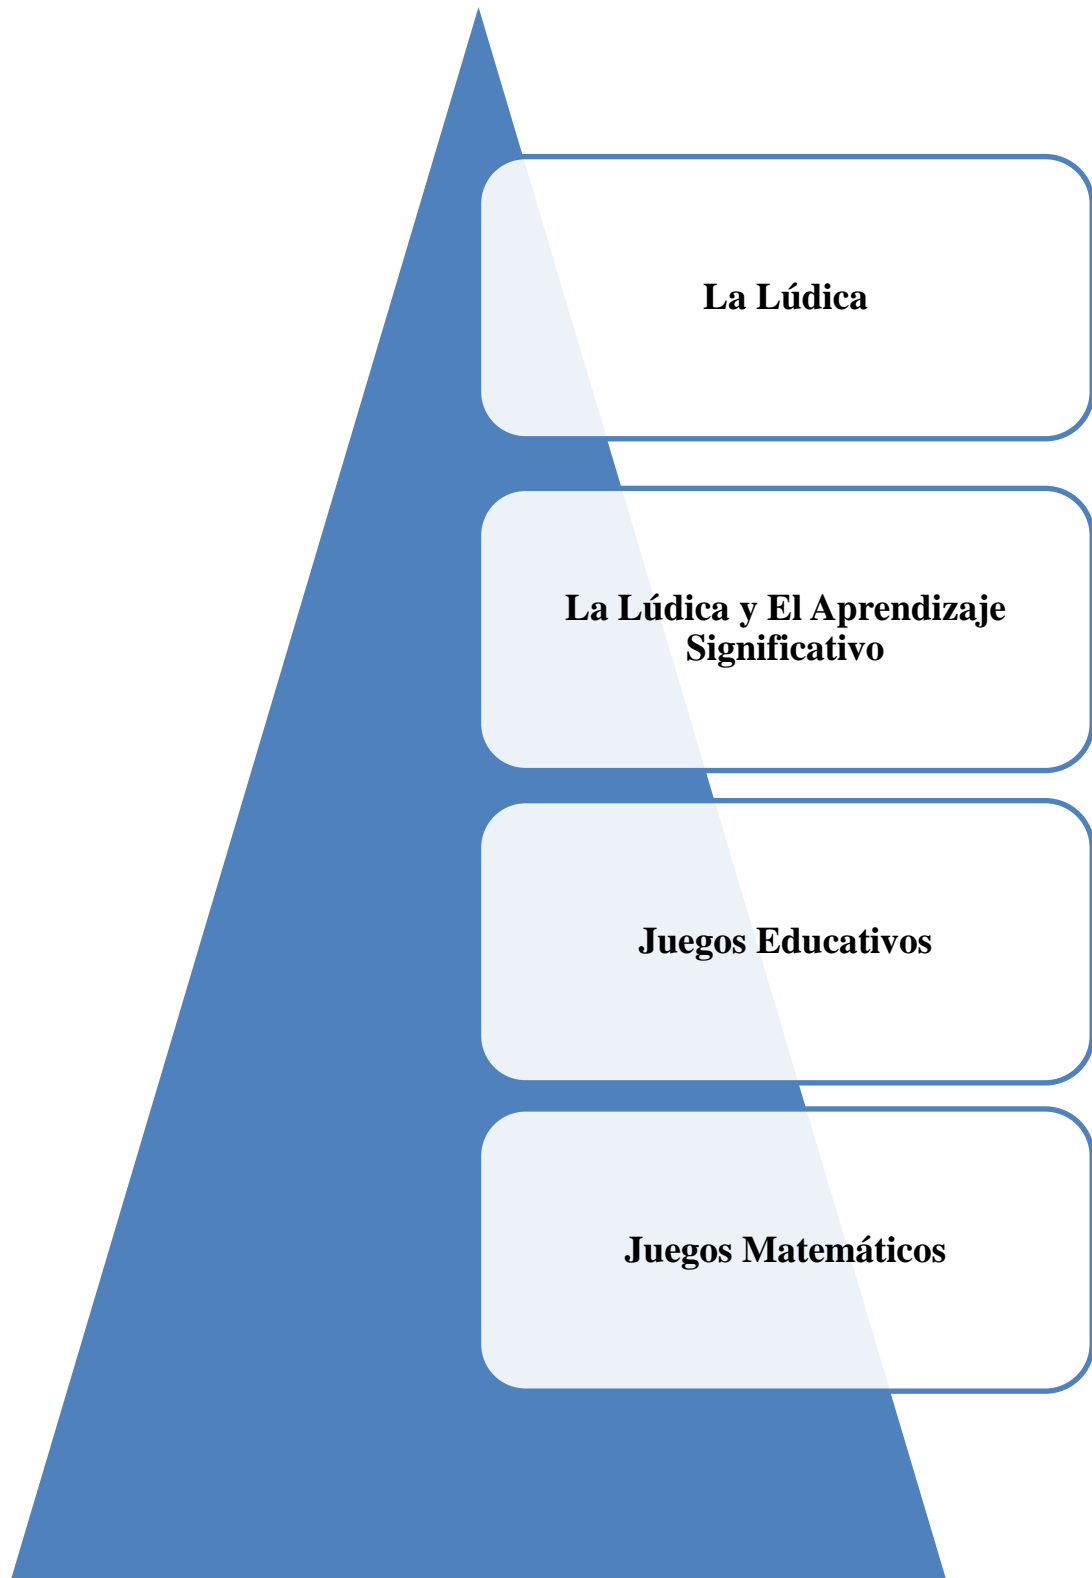 La Lúdica
La Lúdica y El Aprendizaje
Significativo
Juegos Educativos
Juegos Matemáticos